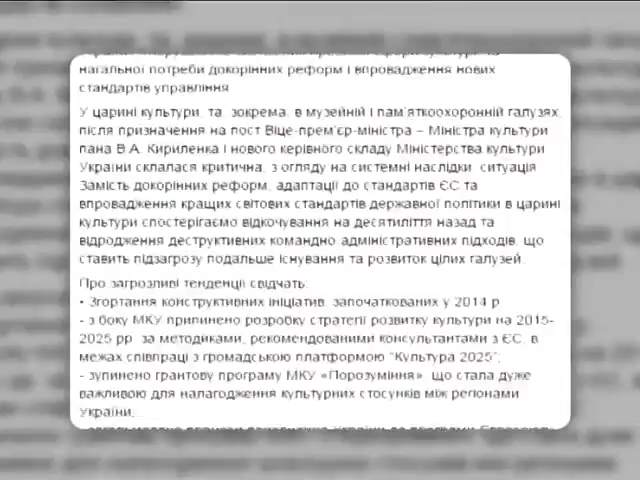 нагальної потреби докорінних реформ і впровадження нових
стандартів управління
У царині культури, та, зокрема, в музейній і пам'яткоохоронній галузях,
після призначення на пост Віце-прем'єр-міністра – Міністра культури
пана В.А. Кириленка і нового керівного складу Міністерства культури
України склалася критична, з огляду на системні наслідки, ситуація.
Замість докорінних реформ, адаптації до стандартів ЄС та
впровадження кращих світових стандартів державної політики в царині
культури спостерігаємо відкочування на десятиліття назад та
відродження деструктивних командно адміністративних підходів, що
ставить підзагрозу подальше існування та розвиток цілих галузей.
Про загрозливі тенденції свідчать:
• Згортання конструктивних ініціатив, започаткованих у 2014 р.
- з боку МКУ припинено розробку стратегії розвитку культури на 2015-
2025 рр. за методиками, рекомендованими консультантами з ЄС, в
межах співпраці з громадською платформою "Культура 2025";
- зупинено грантову програму МКУ «Порозуміння», що стала дуже
важливою для налагодження культурних стосунків між регіонами
України;